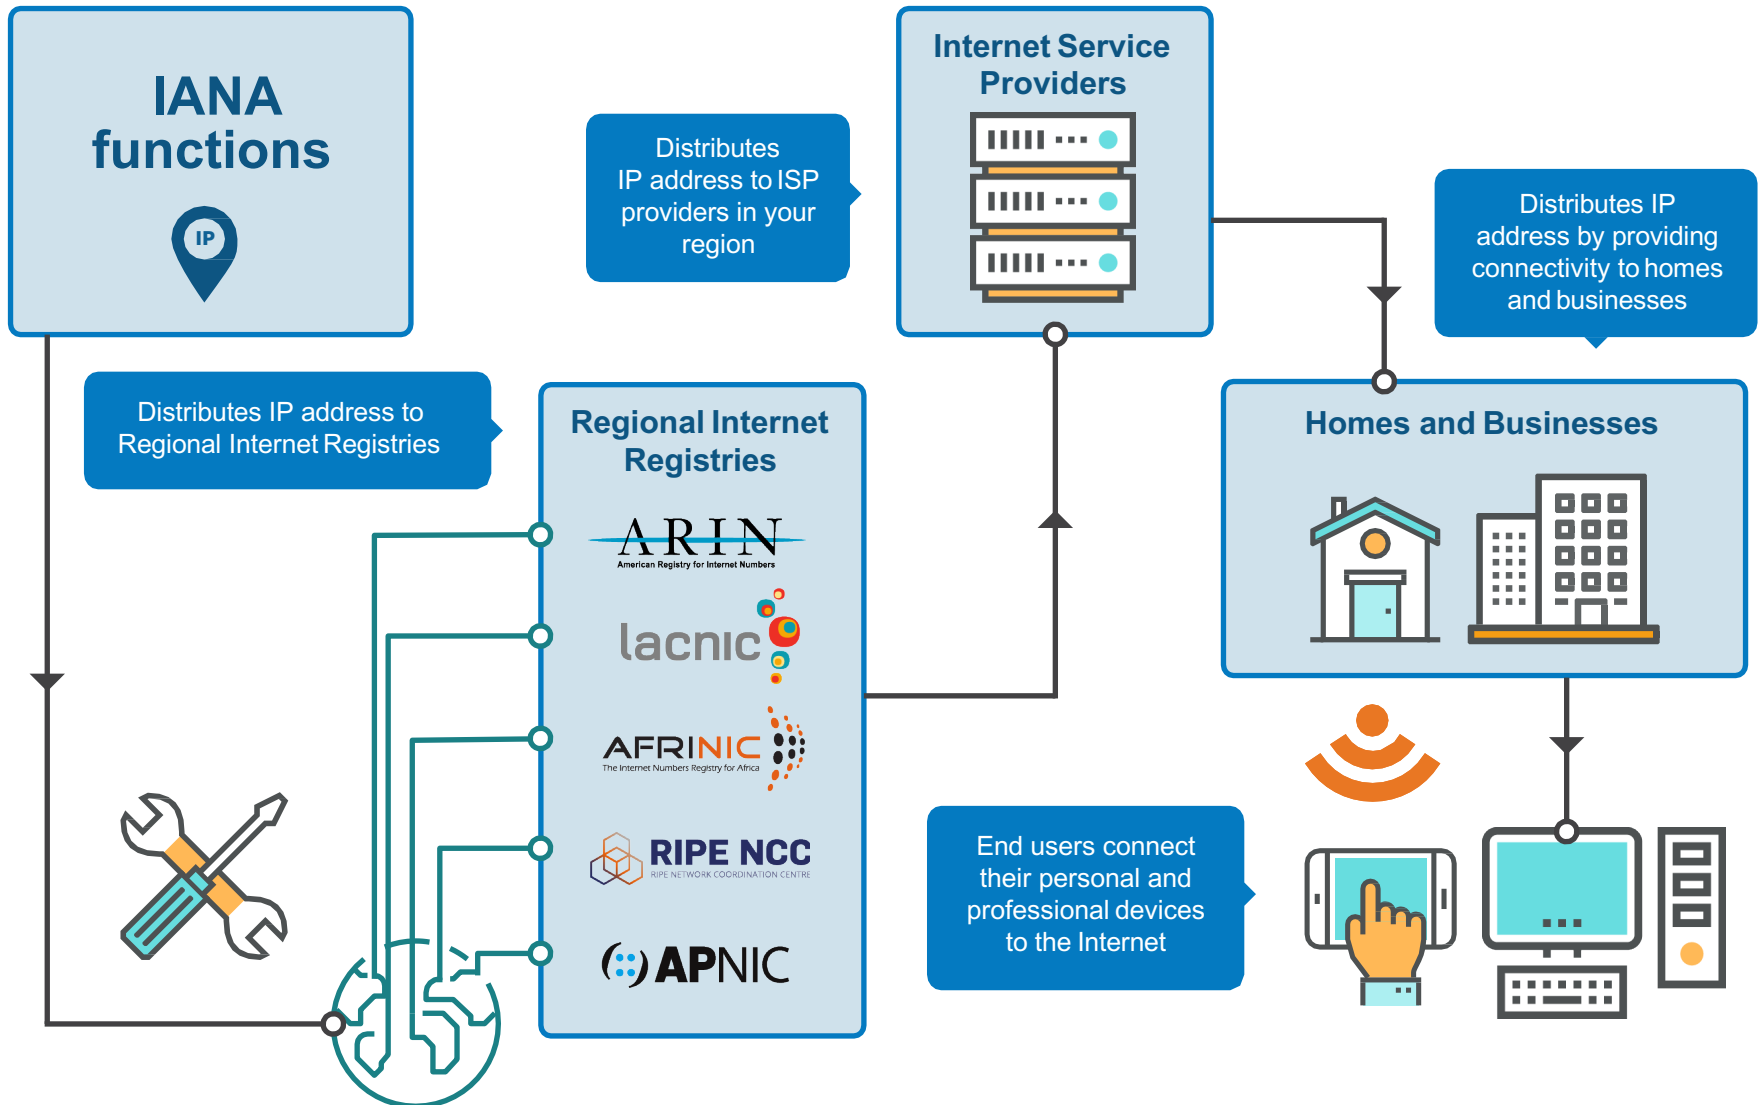 IANA
functions
IP
Distributes IP address to
Regional Internet Registries
Regional Internet
Registries
ARIN
American Registry for Internet Numbers
lacnic
AFRINIC
The Internet Numbers Registry for Africa
RIPE NCC
RIPE NETWORK COORDINATION CENTRE
APNIC
Distributes
IP address to ISP
providers in your
region
Internet Service
Providers
Distributes IP
address by providing
connectivity to homes
and businesses
Homes and Businesses
End users connect
their personal and
professional devices
to the Internet